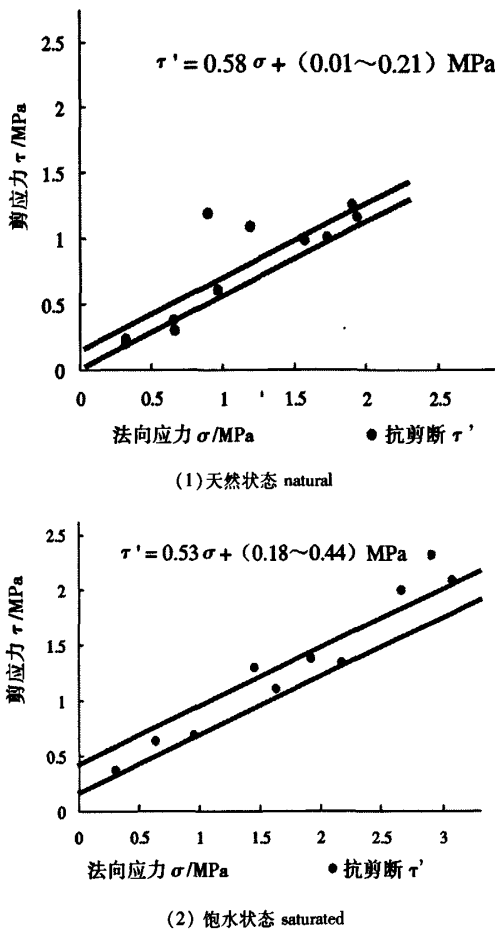 τ' = 0.58 σ + (0.01～0.21) MPa
剪应力 τ /MPa
2.5
2
1.5
1
0.5
0
0 0.5 1 1.5 2
法向应力 σ/MPa ● 抗剪断 τ'
(1)天然状态 natural
τ' = 0.53 σ + (0.18～0.44) MPa
剪应力 τ /MPa
2.5
2
1.5
1
0.5
0
0 0.5 1 1.5 2 2.5 3
法向应力 σ/MPa ● 抗剪断 τ'
(2) 饱水状态 saturated